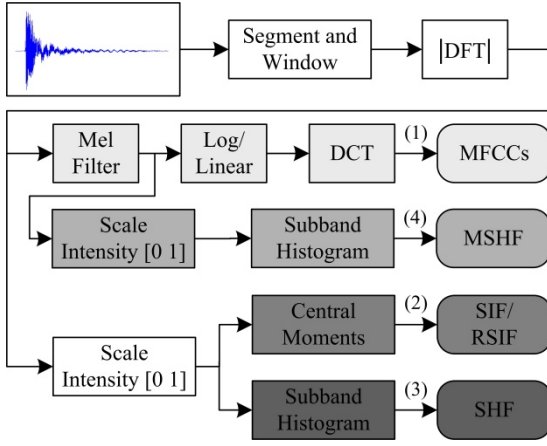 Segment and
Window
|DFT|
Mel
Filter
Log/
Linear
DCT
(1)
MFCCs
Scale
Intensity [0 1]
Subband
Histogram
(4)
MSHF
Central
Moments
(2)
SIF/
RSIF
Scale
Intensity [0 1]
Subband
Histogram
(3)
SHF